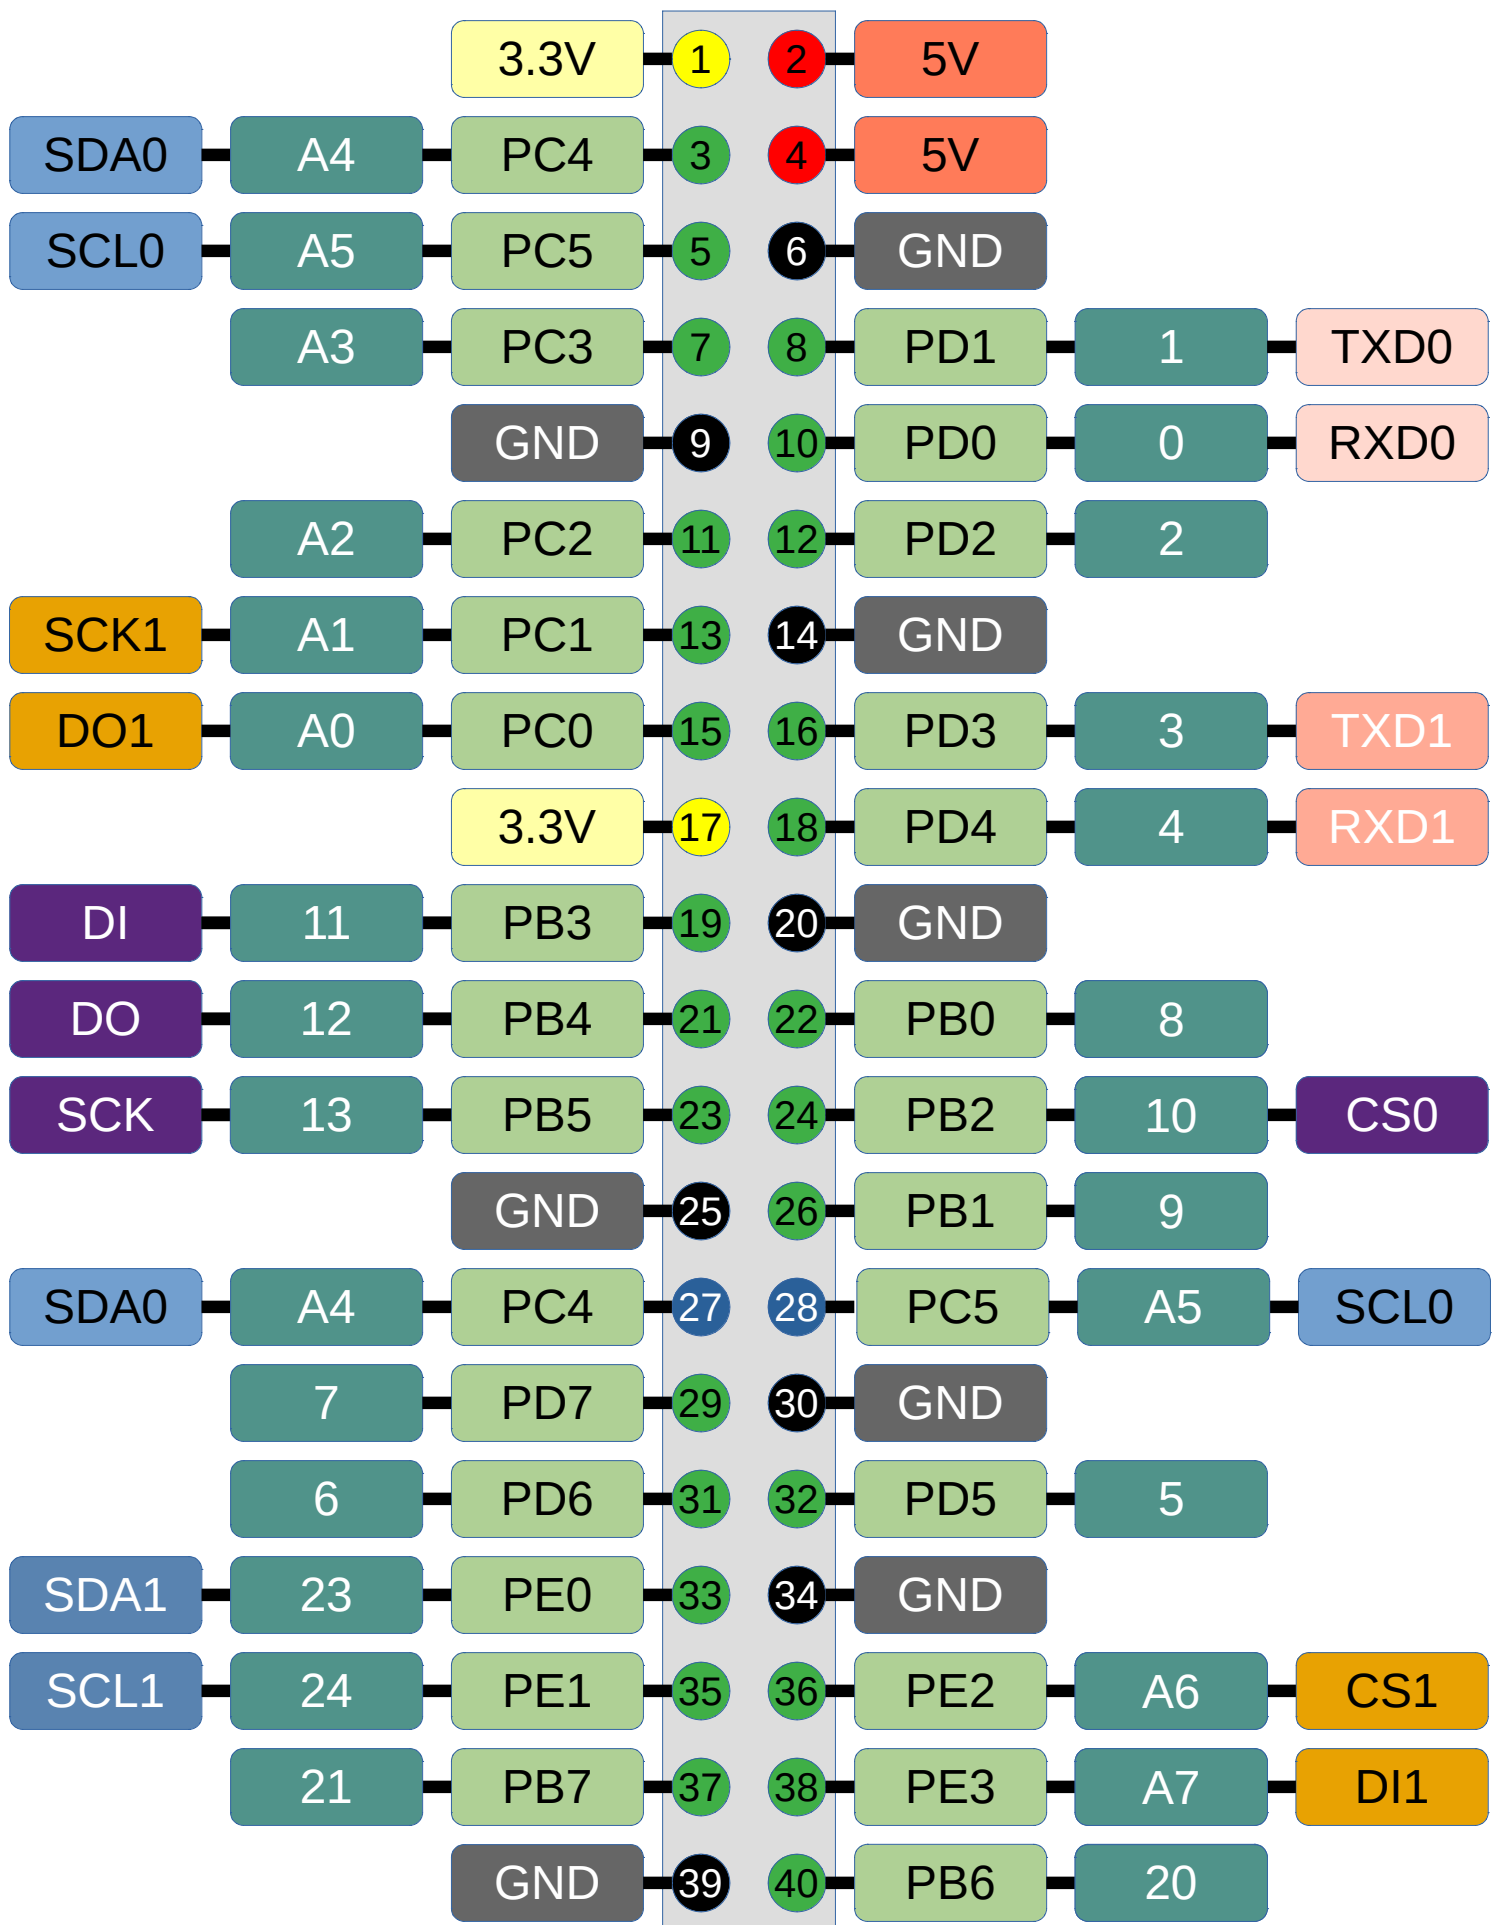 3.3V 1 2 5V
SDA0 A4 PC4 3 4 5V
SCL0 A5 PC5 5 6 GND
A3 PC3 7 8 PD1 1 TXD0
GND 9 10 PD0 0 RXD0
A2 PC2 11 12 PD2 2
SCK1 A1 PC1 13 14 GND
DO1 A0 PC0 15 16 PD3 3 TXD1
3.3V 17 18 PD4 4 RXD1
DI 11 PB3 19 20 GND
DO 12 PB4 21 22 PB0 8
SCK 13 PB5 23 24 PB2 10 CS0
GND 25 26 PB1 9
SDA0 A4 PC4 27 28 PC5 A5 SCL0
7 PD7 29 30 GND
6 PD6 31 32 PD5 5
SDA1 23 PE0 33 34 GND
SCL1 24 PE1 35 36 PE2 A6 CS1
21 PB7 37 38 PE3 A7 DI1
GND 39 40 PB6 20